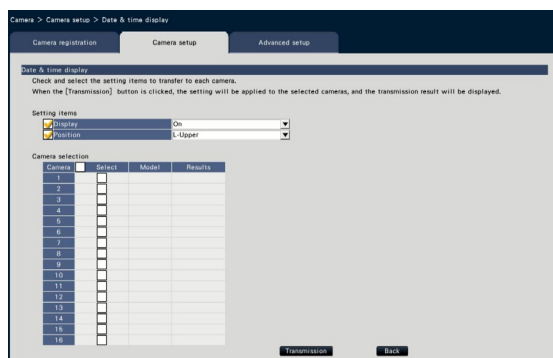 Camera > Camera setup > Date & time display
Camera registration
Camera setup
Advanced setup
Date & time display
Check and select the setting items to transfer to each camera.
When the [Transmission] button is clicked, the setting will be applied to the selected cameras, and the transmission result will be displayed.
Setting items
Display On
Position L-Upper
Camera selection
Camera Select Model Results
1
2
3
4
5
6
7
8
9
10
11
12
13
14
15
16
Transmission Back